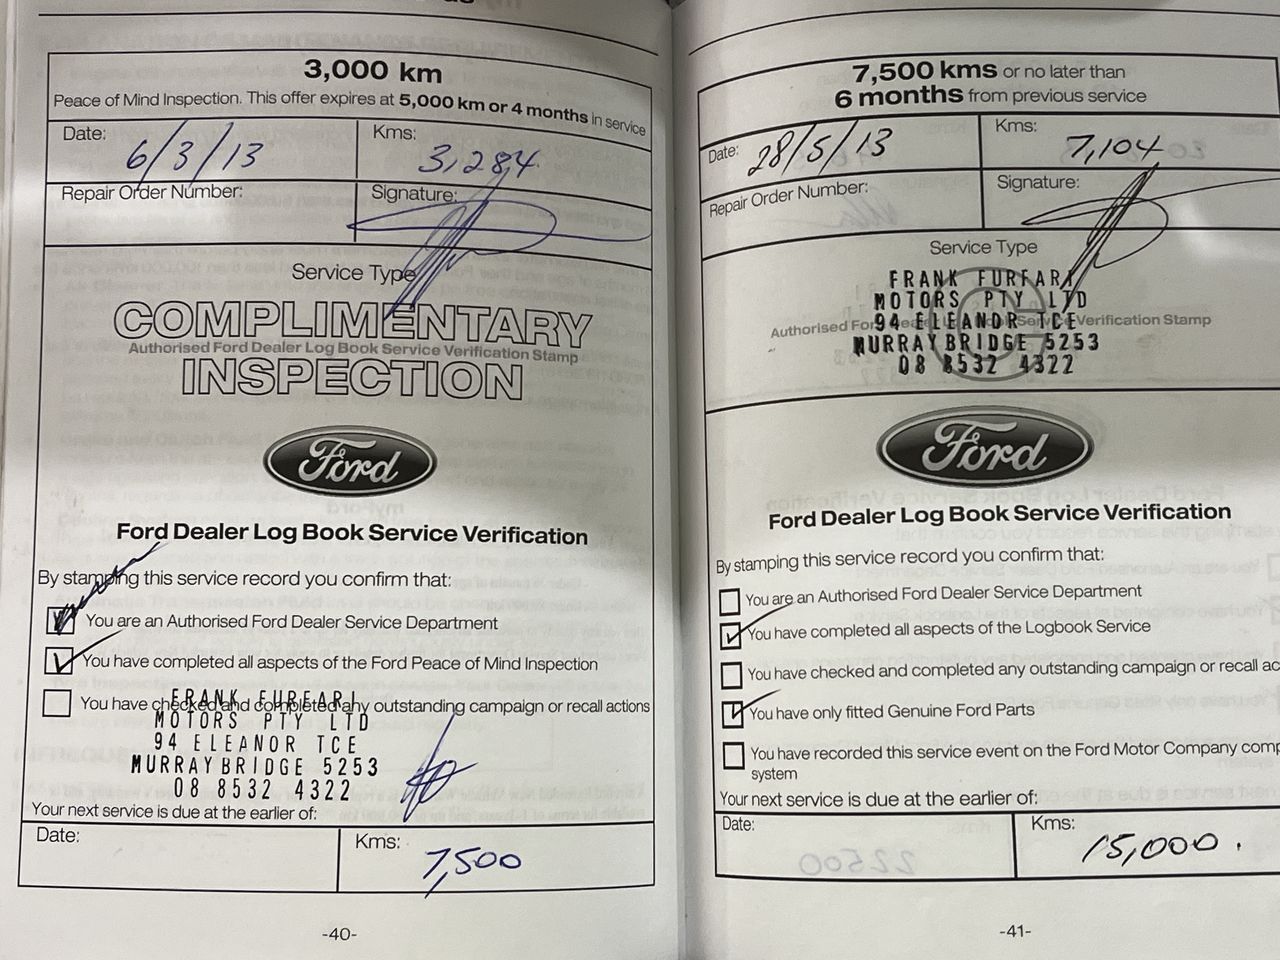 3,000 km
Peace of Mind Inspection. This offer expires at 5,000 km or 4 months in service
Date: 6/3/13
Kms: 3,284
Repair Order Number:
Signature:
Service Type
COMPLIMENTARY
Authorised Ford Dealer Log Book Service Verification Stamp
INSPECTION
Ford
Ford Dealer Log Book Service Verification
By stamping this service record you confirm that:
You are an Authorised Ford Dealer Service Department
You have completed all aspects of the Ford Peace of Mind Inspection
You have checked and completed any outstanding campaign or recall actions
FRANK FURFARI
MOTORS PTY LTD
94 ELEANOR TCE
MURRAY BRIDGE 5253
08 8532 4322
Your next service is due at the earlier of:
Date:
Kms: 7,500
-40-
7,500 kms or no later than
6 months from previous service
Date: 28/5/13
Kms: 7,104
Repair Order Number:
Signature:
Service Type
FRANK FURFARI
MOTORS PTY LTD
94 ELEANOR TCE
Authorised Ford Dealer Log Book Service Verification Stamp
MURRAY BRIDGE 5253
08 8532 4322
Ford
Ford Dealer Log Book Service Verification
By stamping this service record you confirm that:
You are an Authorised Ford Dealer Service Department
You have completed all aspects of the Logbook Service
You have checked and completed any outstanding campaign or recall ac
You have only fitted Genuine Ford Parts
You have recorded this service event on the Ford Motor Company comp
system
Your next service is due at the earlier of:
Date:
Kms: 15,000.
-41-